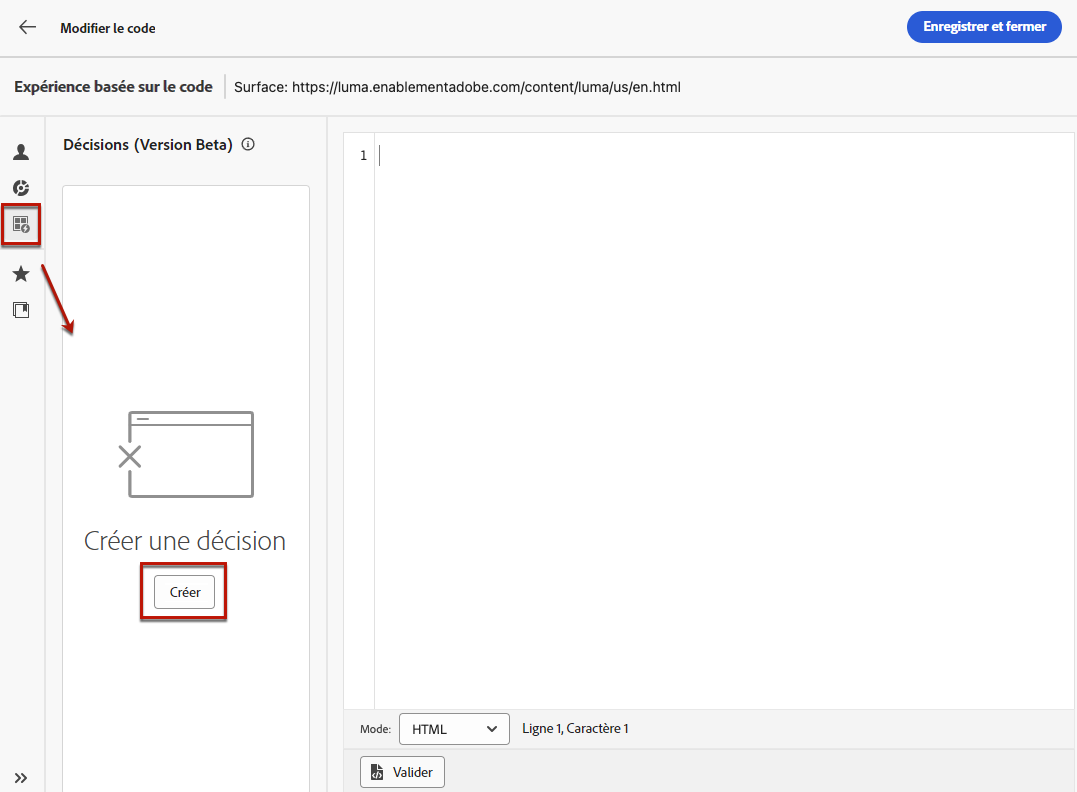 Modifier le code
Enregistrer et fermer
Expérience basée sur le code
Surface: https://luma.enablementadobe.com/content/luma/us/en.html
Décisions (Version Beta)
1
Créer une décision
Créer
Mode:
HTML
Ligne 1, Caractère 1
Valider